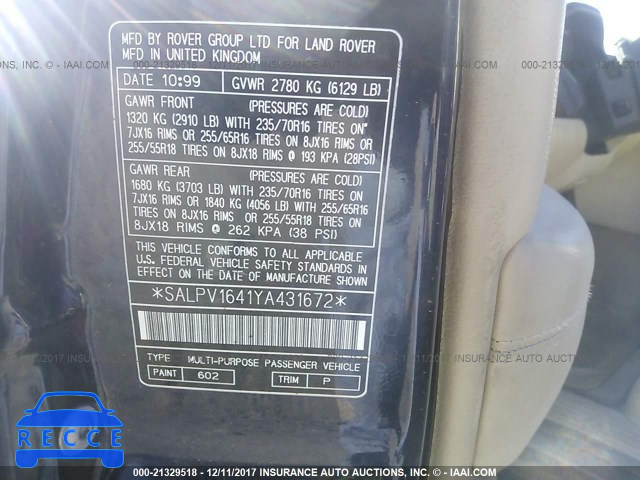 MFD BY ROVER GROUP LTD FOR LAND ROVER
MFD IN UNITED KINGDOM
DATE 10:99 GVWR 2780 KG (6129 LB)
GAWR FRONT (PRESSURES ARE COLD)
1320 KG (2910 LB) WITH 235/70R16 TIRES ON
7JX16 RIMS OR 255/65R16 TIRES ON 8JX16 RIMS OR
255/55R18 TIRES ON 8JX18 RIMS @ 193 KPA (28PSI)
GAWR REAR (PRESSURES ARE COLD)
1680 KG (3703 LB) WITH 235/70R16 TIRES ON
7JX16 RIMS OR 1840 KG (4056 LB) WITH 255/65R16
TIRES ON 8JX16 RIMS OR 255/55R18 TIRES ON
8JX18 RIMS @ 262 KPA (38 PSI)
THIS VEHICLE CONFORMS TO ALL APPLICABLE
U.S. FEDERAL VEHICLE SAFETY STANDARDS IN
EFFECT ON DATE OF MANUFACTURE SHOWN ABOVE
*SALPV1641YA431672*
TYPE MULTI-PURPOSE PASSENGER VEHICLE
PAINT 602 TRIM P
RECCE
000-21329518 - 12/11/2017 INSURANCE AUTO AUCTIONS, INC. - © - IAAI.COM